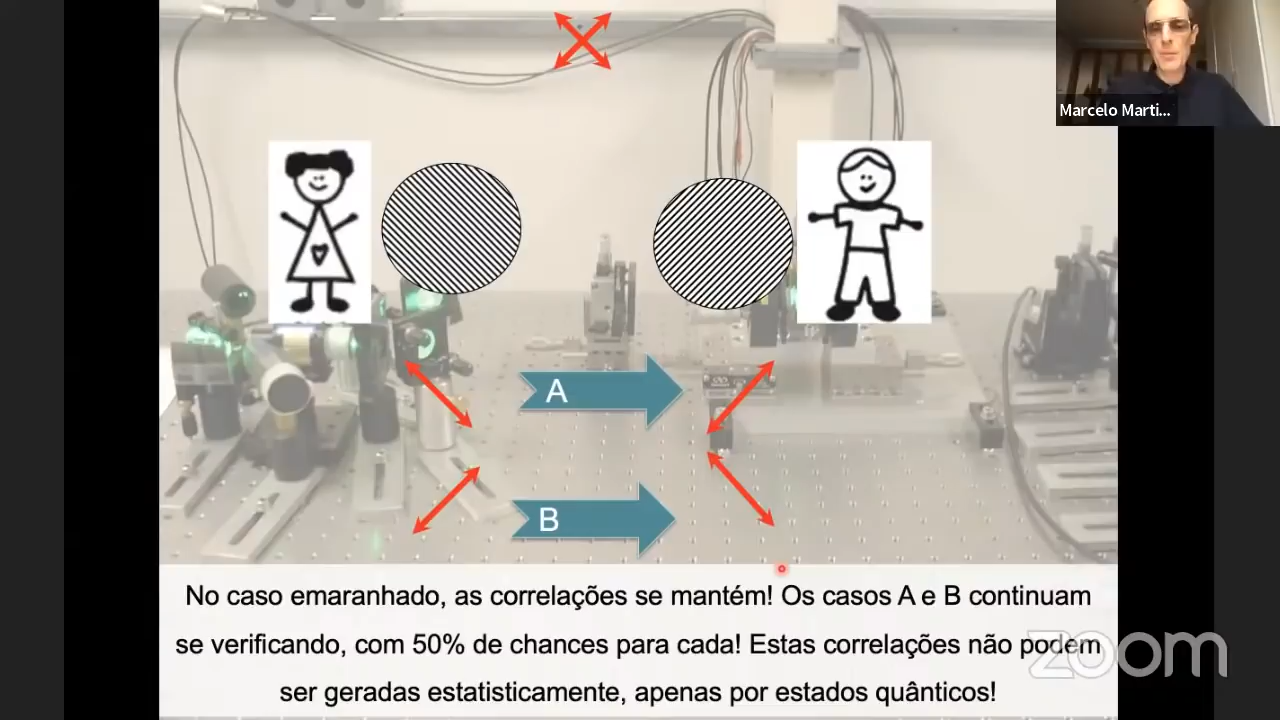 Marcelo Marti...
A
B
No caso emaranhado, as correlações se mantém! Os casos A e B continuam
se verificando, com 50% de chances para cada! Estas correlações não podem
ser geradas estatisticamente, apenas por estados quânticos!
zoom